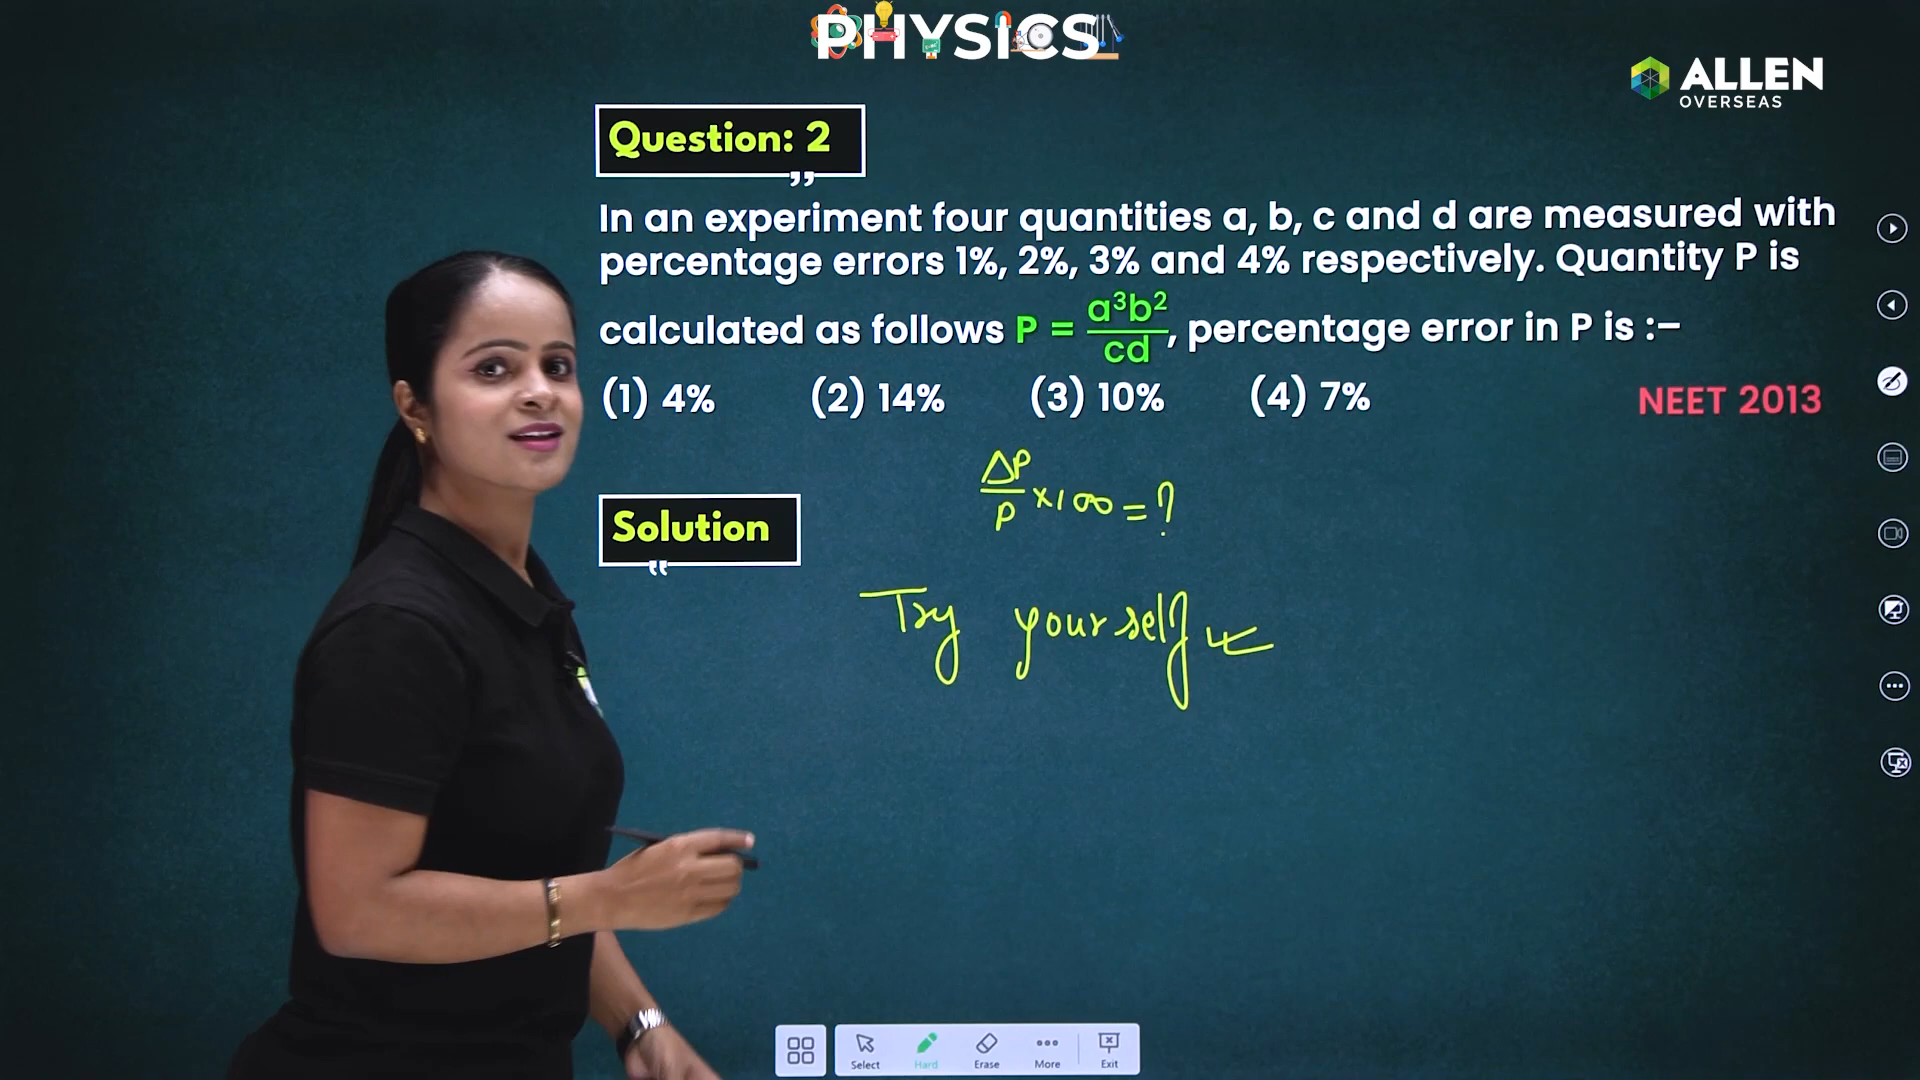 PHYSICS
ALLEN
OVERSEAS
Question: 2
In an experiment four quantities a, b, c and d are measured with
percentage errors 1%, 2%, 3% and 4% respectively. Quantity P is
calculated as follows P = a³b²/cd, percentage error in P is :–
(1) 4% (2) 14% (3) 10% (4) 7%
NEET 2013
ΔP/P ×100 = ?
Solution
Try yourself
Select Hard Erase More Exit